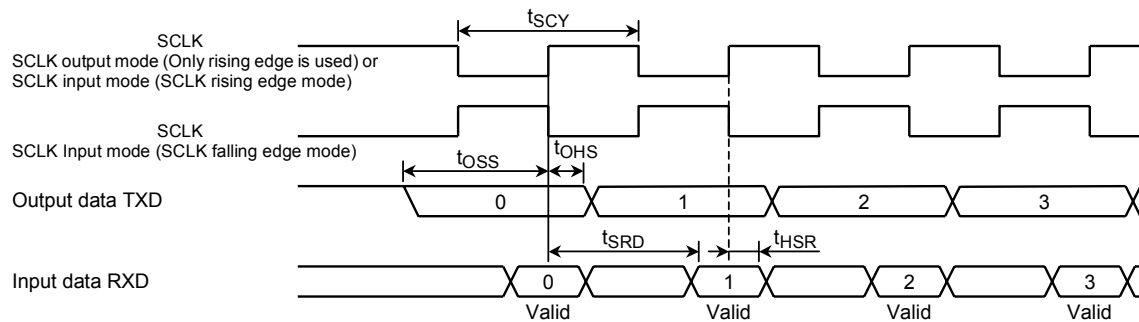 tSCY
SCLK
SCLK output mode (Only rising edge is used) or
SCLK input mode (SCLK rising edge mode)
SCLK
SCLK Input mode (SCLK falling edge mode)
tOSS
tOHS
Output data TXD
0
1
2
3
tSRD
tHSR
Input data RXD
0
1
2
3
Valid
Valid
Valid
Valid